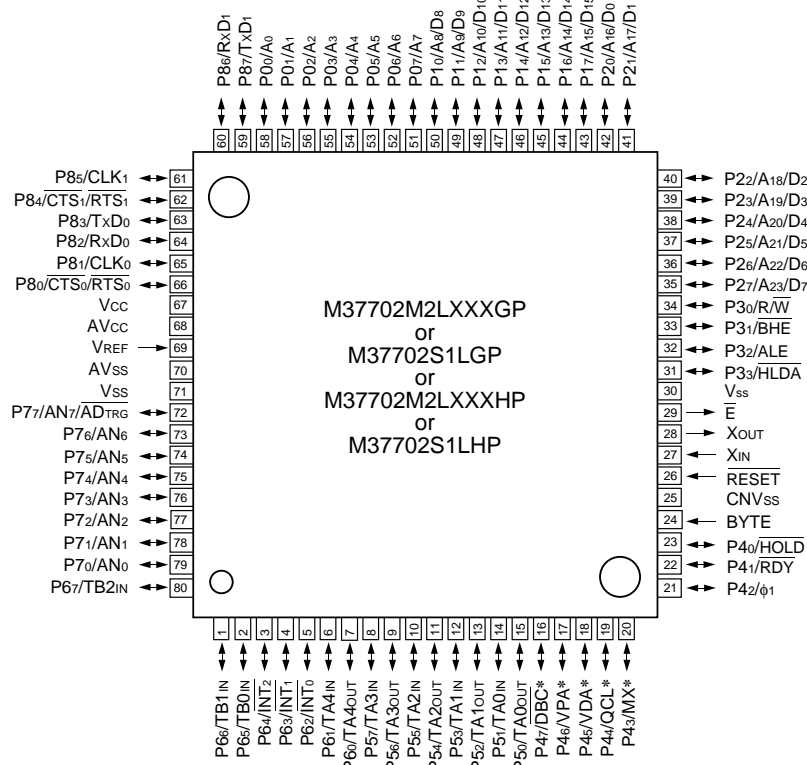 P86/RXD1
P87/TXD1
P00/A0
P01/A1
P02/A2
P03/A3
P04/A4
P05/A5
P06/A6
P07/A7
P10/A8/D8
P11/A9/D9
P12/A10/D10
P13/A11/D11
P14/A12/D12
P15/A13/D13
P16/A14/D14
P17/A15/D15
P20/A16/D0
P21/A17/D1
60 59 58 57 56 55 54 53 52 51 50 49 48 47 46 45 44 43 42 41
P85/CLK1 61
P84/CTS1/RTS1 62
P83/TXD0 63
P82/RXD0 64
P81/CLK0 65
P80/CTS0/RTS0 66
VCC 67
AVCC 68
VREF 69
AVSS 70
VSS 71
P77/AN7/ADTRG 72
P76/AN6 73
P75/AN5 74
P74/AN4 75
P73/AN3 76
P72/AN2 77
P71/AN1 78
P70/AN0 79
P67/TB2IN 80
M37702M2LXXXGP
or
M37702S1LGP
or
M37702M2LXXXHP
or
M37702S1LHP
40 P22/A18/D2
39 P23/A19/D3
38 P24/A20/D4
37 P25/A21/D5
36 P26/A22/D6
35 P27/A23/D7
34 P30/R/W
33 P31/BHE
32 P32/ALE
31 P33/HLDA
30 Vss
29 E
28 XOUT
27 XIN
26 RESET
25 CNVSS
24 BYTE
23 P40/HOLD
22 P41/RDY
21 P42/ϕ1
1 2 3 4 5 6 7 8 9 10 11 12 13 14 15 16 17 18 19 20
P66/TB1IN
P65/TB0IN
P64/INT2
P63/INT1
P62/INT0
P61/TA4IN
P60/TA4OUT
P57/TA3IN
P56/TA3OUT
P55/TA2IN
P54/TA2OUT
P53/TA1IN
P52/TA1OUT
P51/TA0IN
P50/TA0OUT
P47/DBC*
P46/VPA*
P45/VDA*
P44/QCL*
P43/MX*